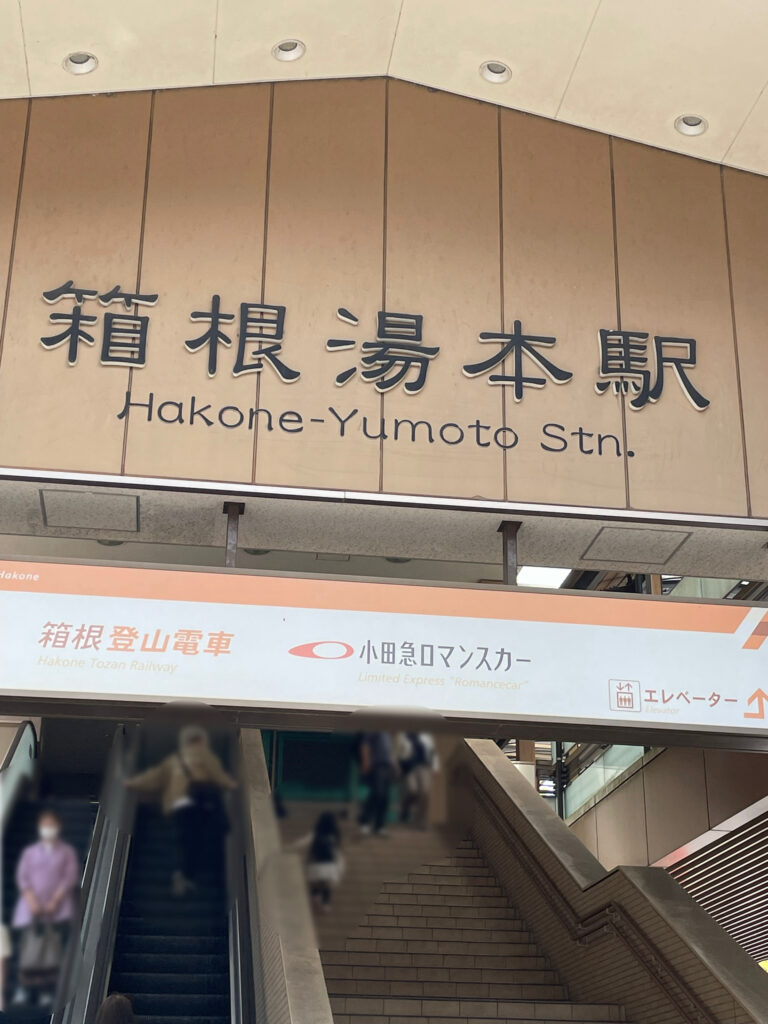 箱根湯本駅
Hakone-Yumoto Stn.
Hakone
箱根登山電車
Hakone Tozan Railway
小田急ロマンスカー
Limited Express "Romancecar"
エレベーター
Elevator